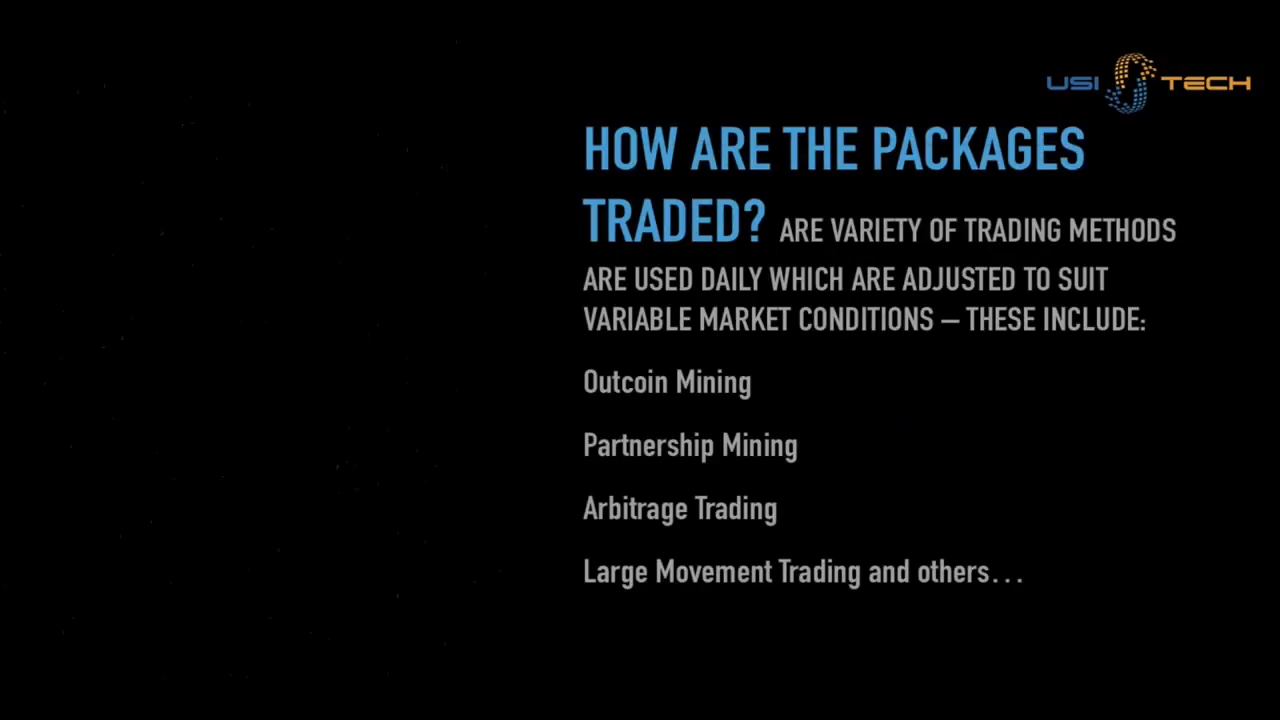 USI TECH
HOW ARE THE PACKAGES
TRADED? ARE VARIETY OF TRADING METHODS
ARE USED DAILY WHICH ARE ADJUSTED TO SUIT
VARIABLE MARKET CONDITIONS – THESE INCLUDE:
Outcoin Mining
Partnership Mining
Arbitrage Trading
Large Movement Trading and others...